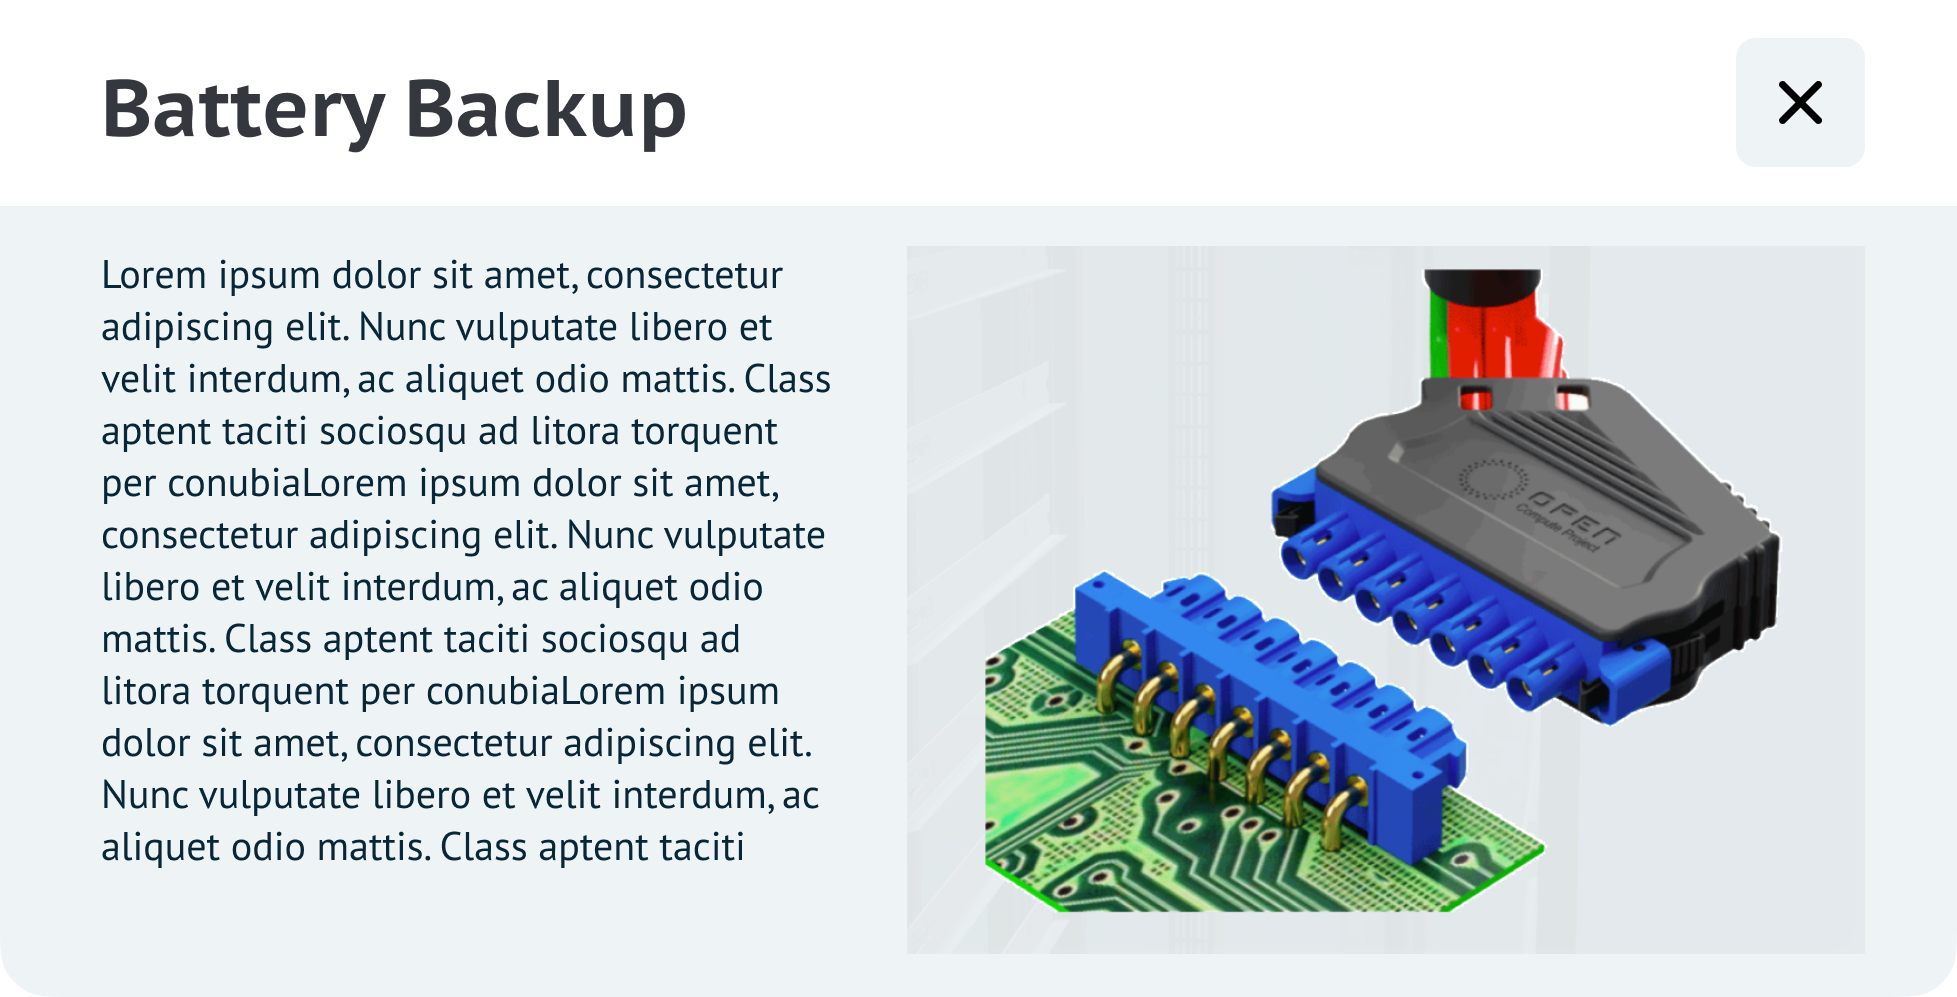 Battery Backup
Lorem ipsum dolor sit amet, consectetur
adipiscing elit. Nunc vulputate libero et
velit interdum, ac aliquet odio mattis. Class
aptent taciti sociosqu ad litora torquent
per conubiaLorem ipsum dolor sit amet,
consectetur adipiscing elit. Nunc vulputate
libero et velit interdum, ac aliquet odio
mattis. Class aptent taciti sociosqu ad
litora torquent per conubiaLorem ipsum
dolor sit amet, consectetur adipiscing elit.
Nunc vulputate libero et velit interdum, ac
aliquet odio mattis. Class aptent taciti
OPEN
Compute Project